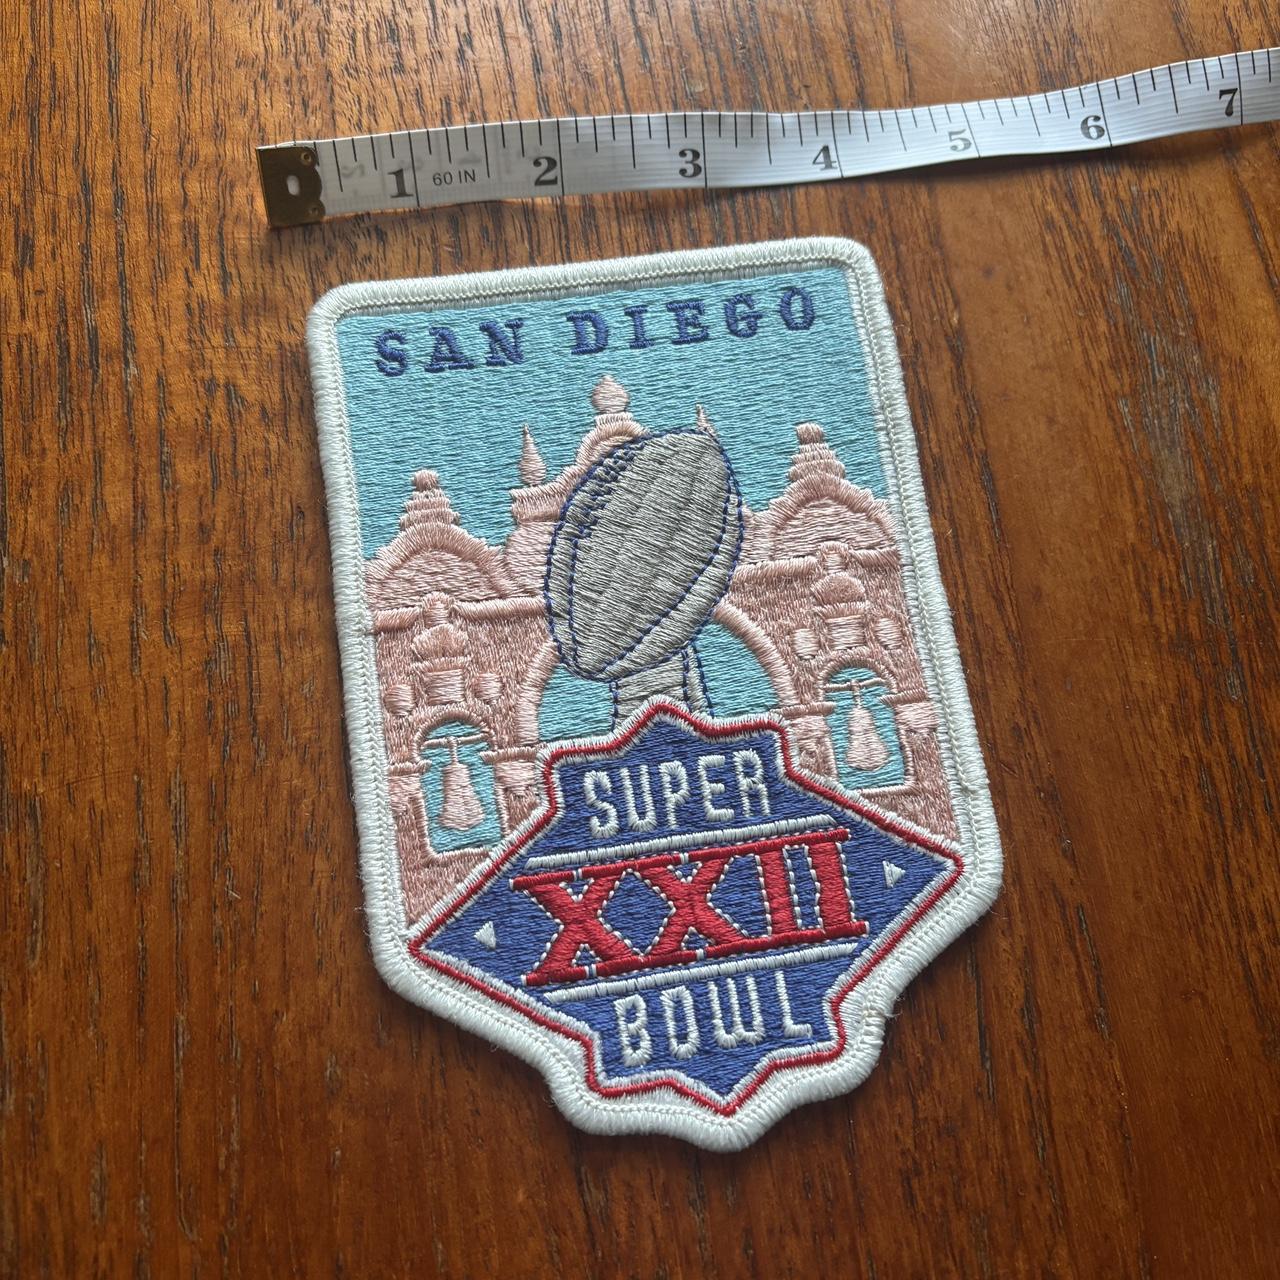 1 60 IN 2 3 4 5 6 7
SAN DIEGO
SUPER
XXII
BOWL